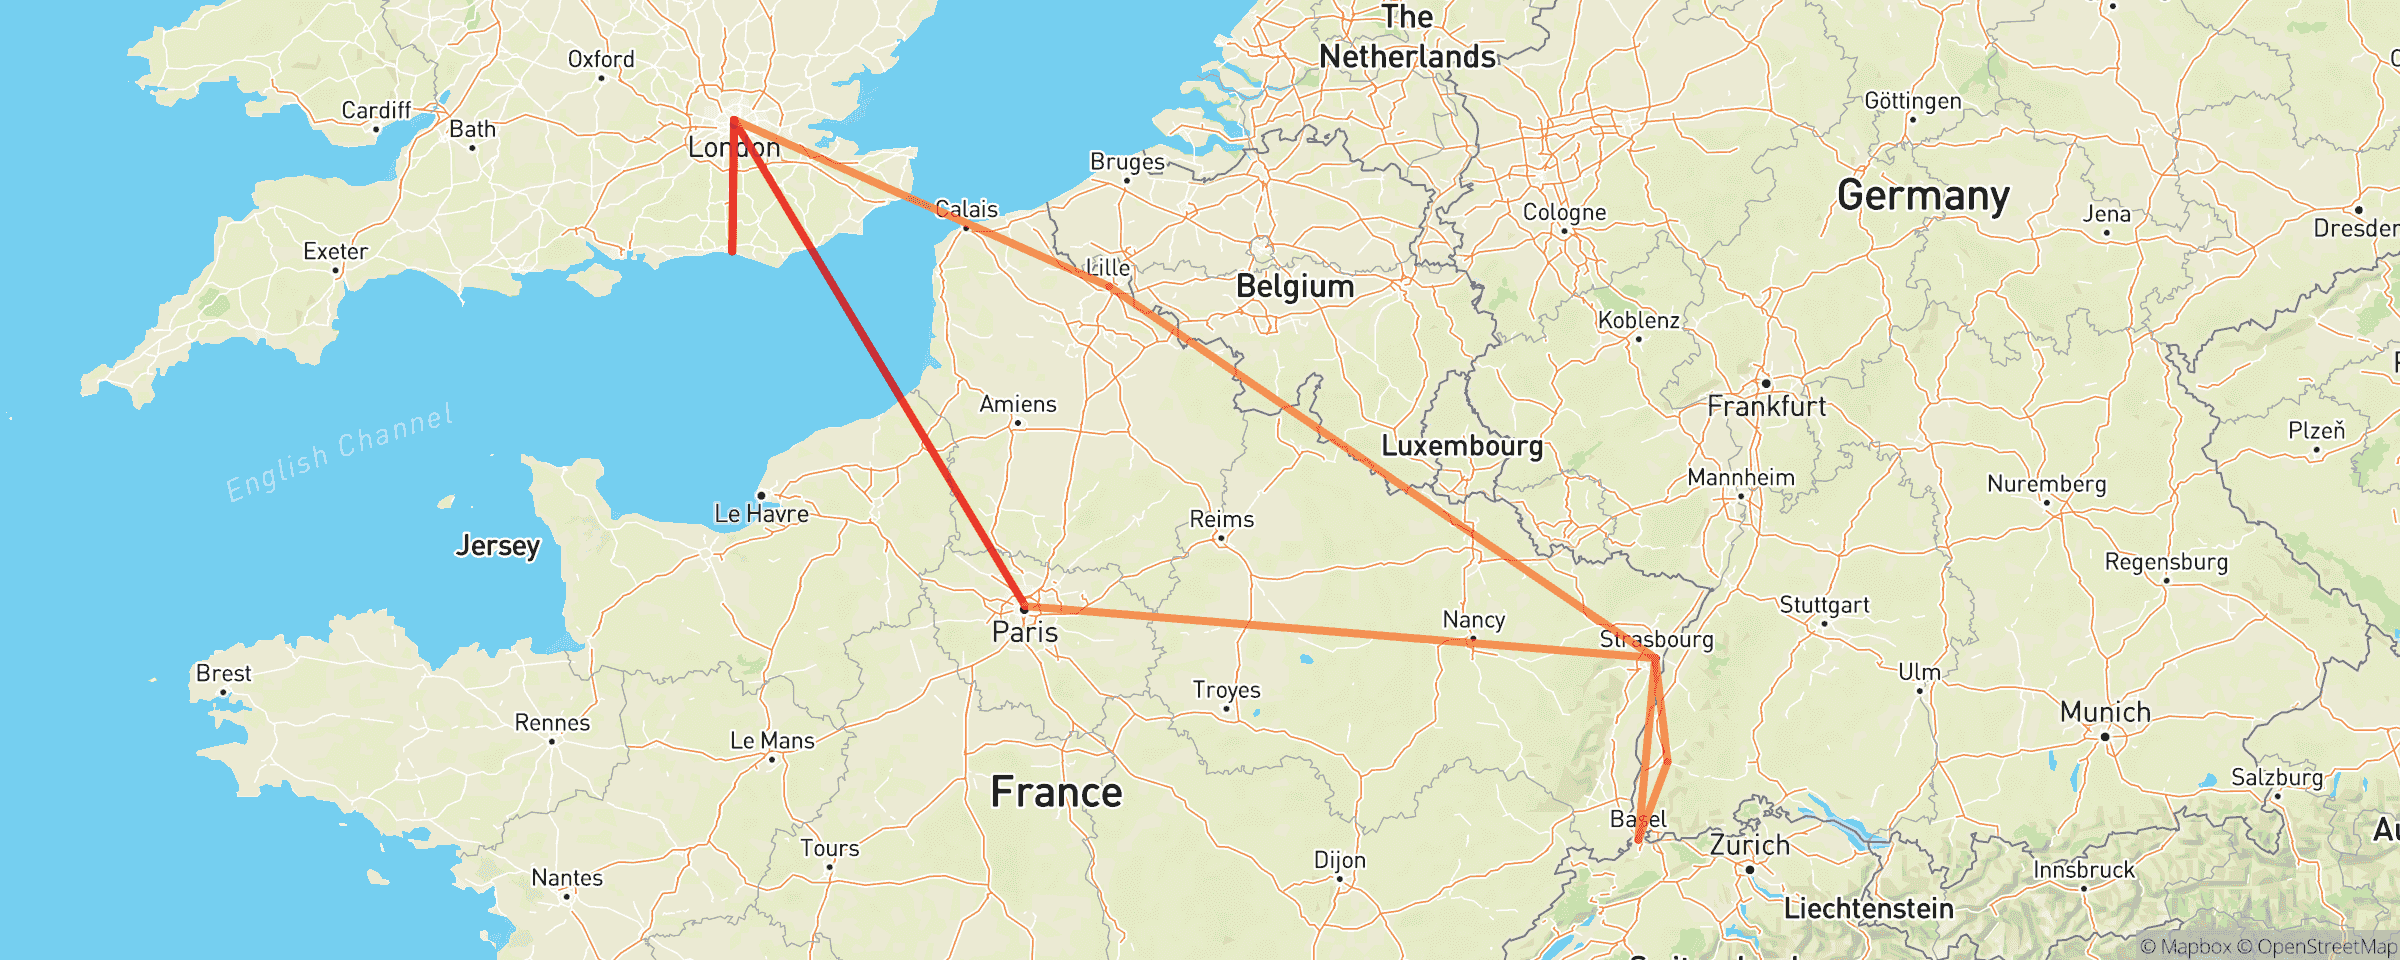 The
Netherlands
Oxford
Göttingen
Cardiff
Bath
London
Bruges
Germany
Calais
Cologne
Jena
Dresden
Exeter
Lille
Belgium
Koblenz
English Channel
Amiens
Frankfurt
Luxembourg
Plzeň
Mannheim
Nuremberg
Le Havre
Reims
Jersey
Regensburg
Stuttgart
Paris
Nancy
Strasbourg
Brest
Ulm
Troyes
Munich
Rennes
Le Mans
Salzburg
France
Basel
Au
Zurich
Tours
Dijon
Innsbruck
Nantes
Liechtenstein
© Mapbox © OpenStreetMap